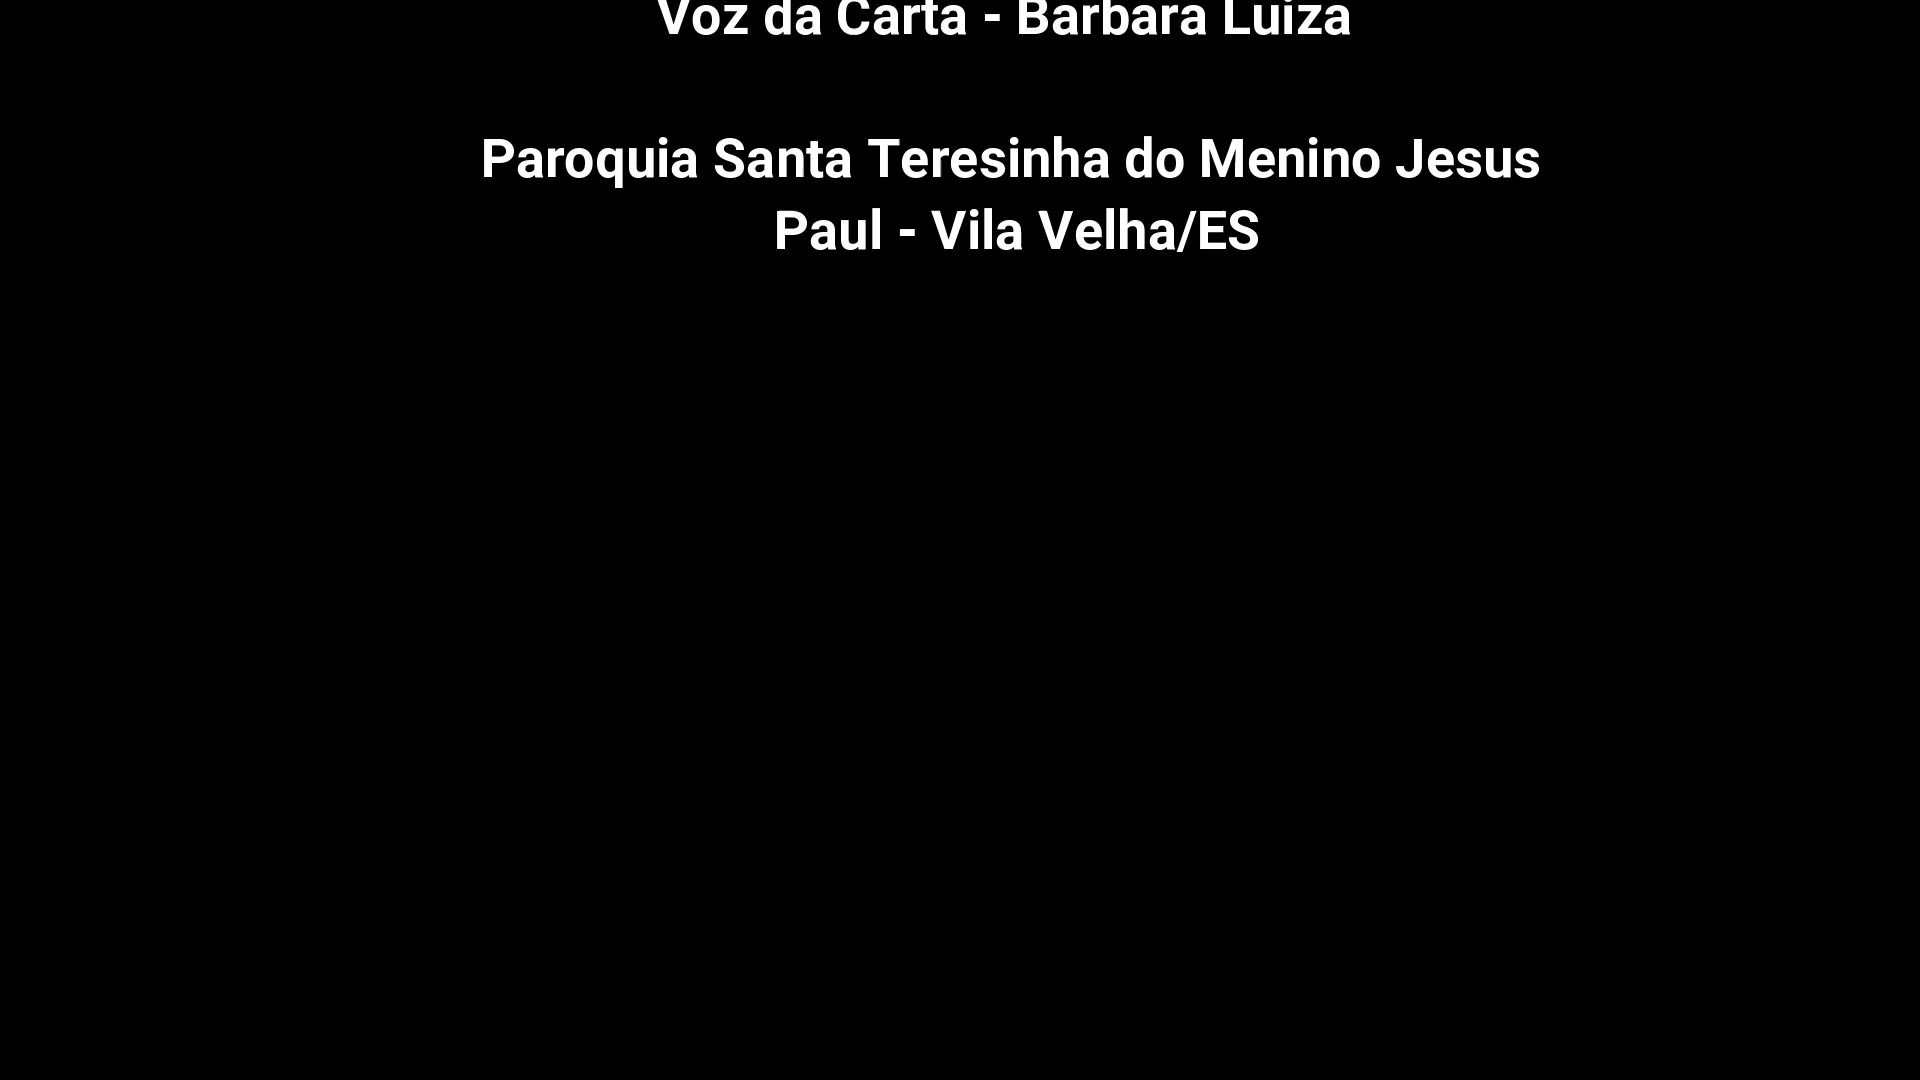 Voz da Carta - Barbara Luiza
Paroquia Santa Teresinha do Menino Jesus
Paul - Vila Velha/ES